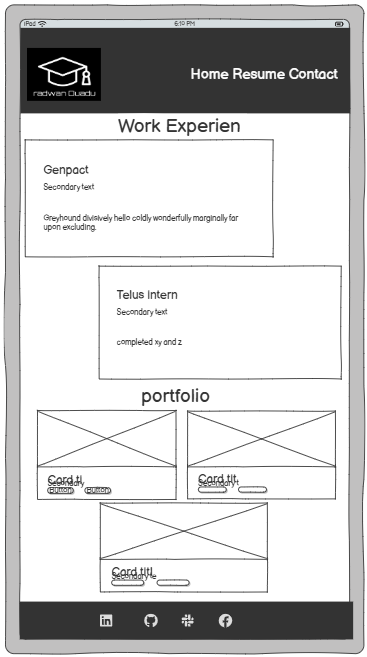 iPad 6:10 PM
radwan Duadu
Home Resume Contact
Work Experien
Genpact
Secondary text
Greyhound divisively hello coldly wonderfully marginally far
upon excluding.
Telus intern
Secondary text
completed xy and z
portfolio
Card ti
Secondary
Button Button
Card tit
Secondary t
Card titl
Secondary te